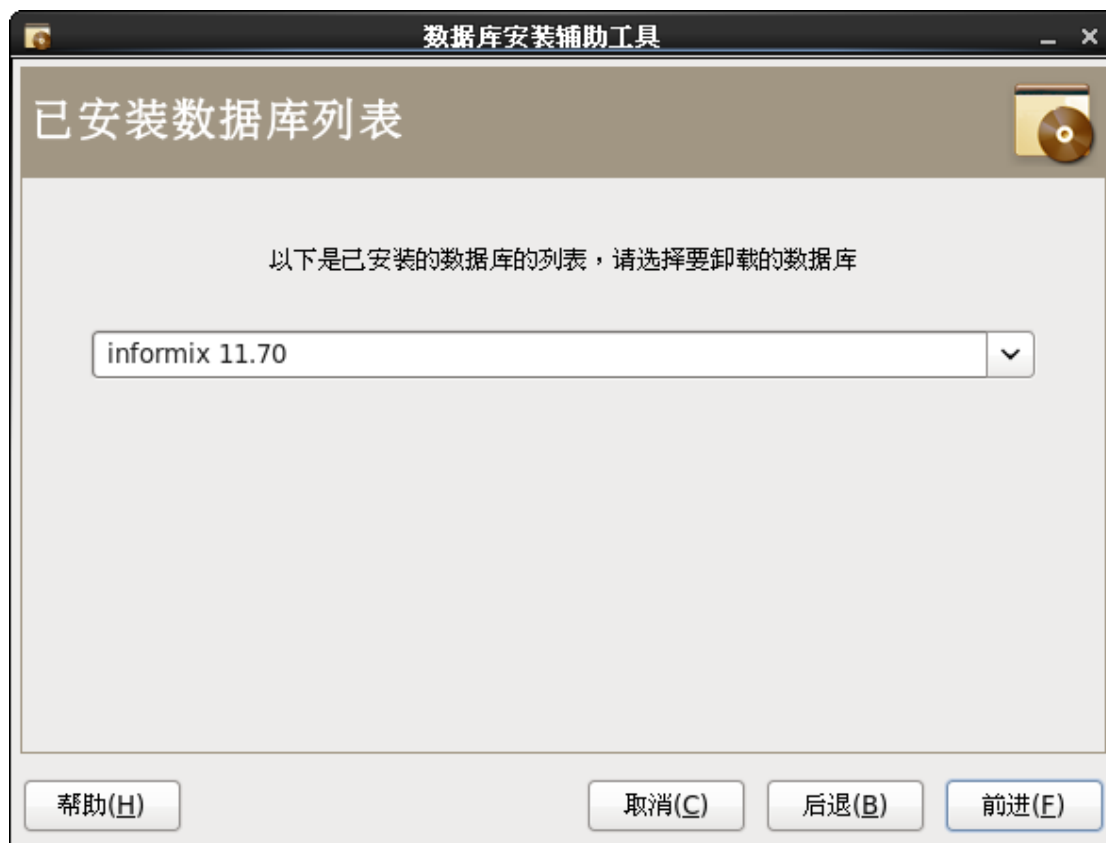 数据库安装辅助工具
已安装数据库列表
以下是已安装的数据库的列表，请选择要卸载的数据库
informix 11.70
帮助(H)
取消(C)
后退(B)
前进(F)